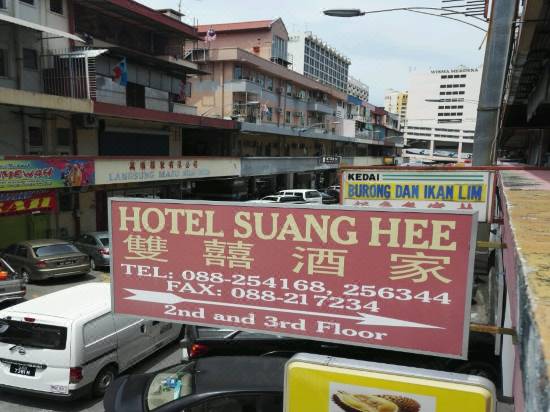 WISMA MERDEKA
KEDAI
BURONG DAN IKAN LIM
HOTEL SUANG HEE
雙囍酒家
TEL: 088-254168, 256344
FAX: 088-217234
2nd and 3rd Floor